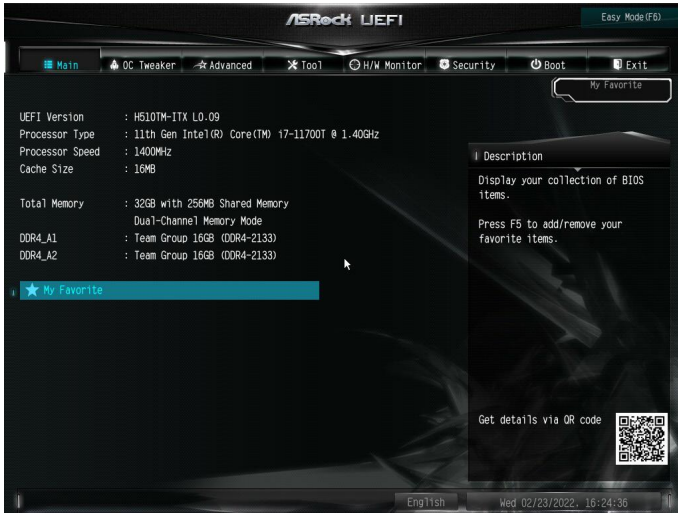 ASRock UEFI
Easy Mode(F6)
Main
OC Tweaker
Advanced
Tool
H/W Monitor
Security
Boot
Exit
My Favorite
UEFI Version : H510TM-ITX L0.09
Processor Type : 11th Gen Intel(R) Core(TM) i7-11700T @ 1.40GHz
Processor Speed : 1400MHz
Cache Size : 16MB
Total Memory : 32GB with 256MB Shared Memory
Dual-Channel Memory Mode
DDR4_A1 : Team Group 16GB (DDR4-2133)
DDR4_A2 : Team Group 16GB (DDR4-2133)
My Favorite
Description
Display your collection of BIOS
items.
Press F5 to add/remove your
favorite items.
Get details via QR code
English
Wed 02/23/2022. 16:24:36